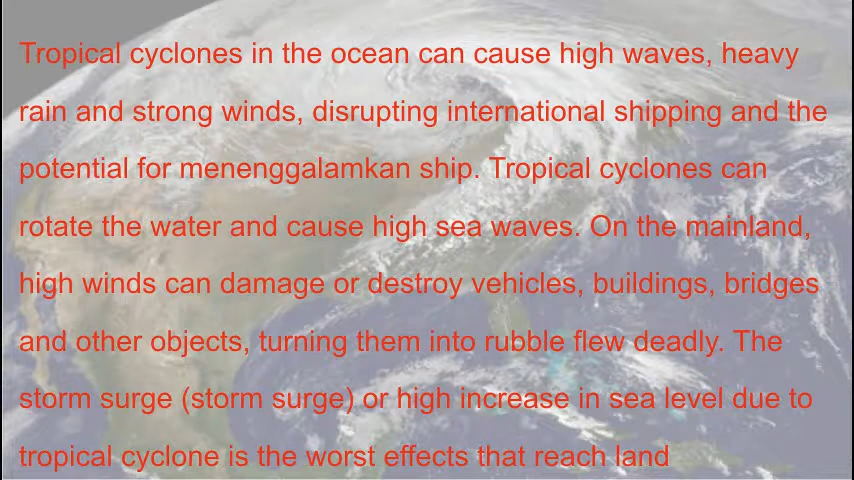 Tropical cyclones in the ocean can cause high waves, heavy
rain and strong winds, disrupting international shipping and the
potential for menenggalamkan ship. Tropical cyclones can
rotate the water and cause high sea waves. On the mainland,
high winds can damage or destroy vehicles, buildings, bridges
and other objects, turning them into rubble flew deadly. The
storm surge (storm surge) or high increase in sea level due to
tropical cyclone is the worst effects that reach land